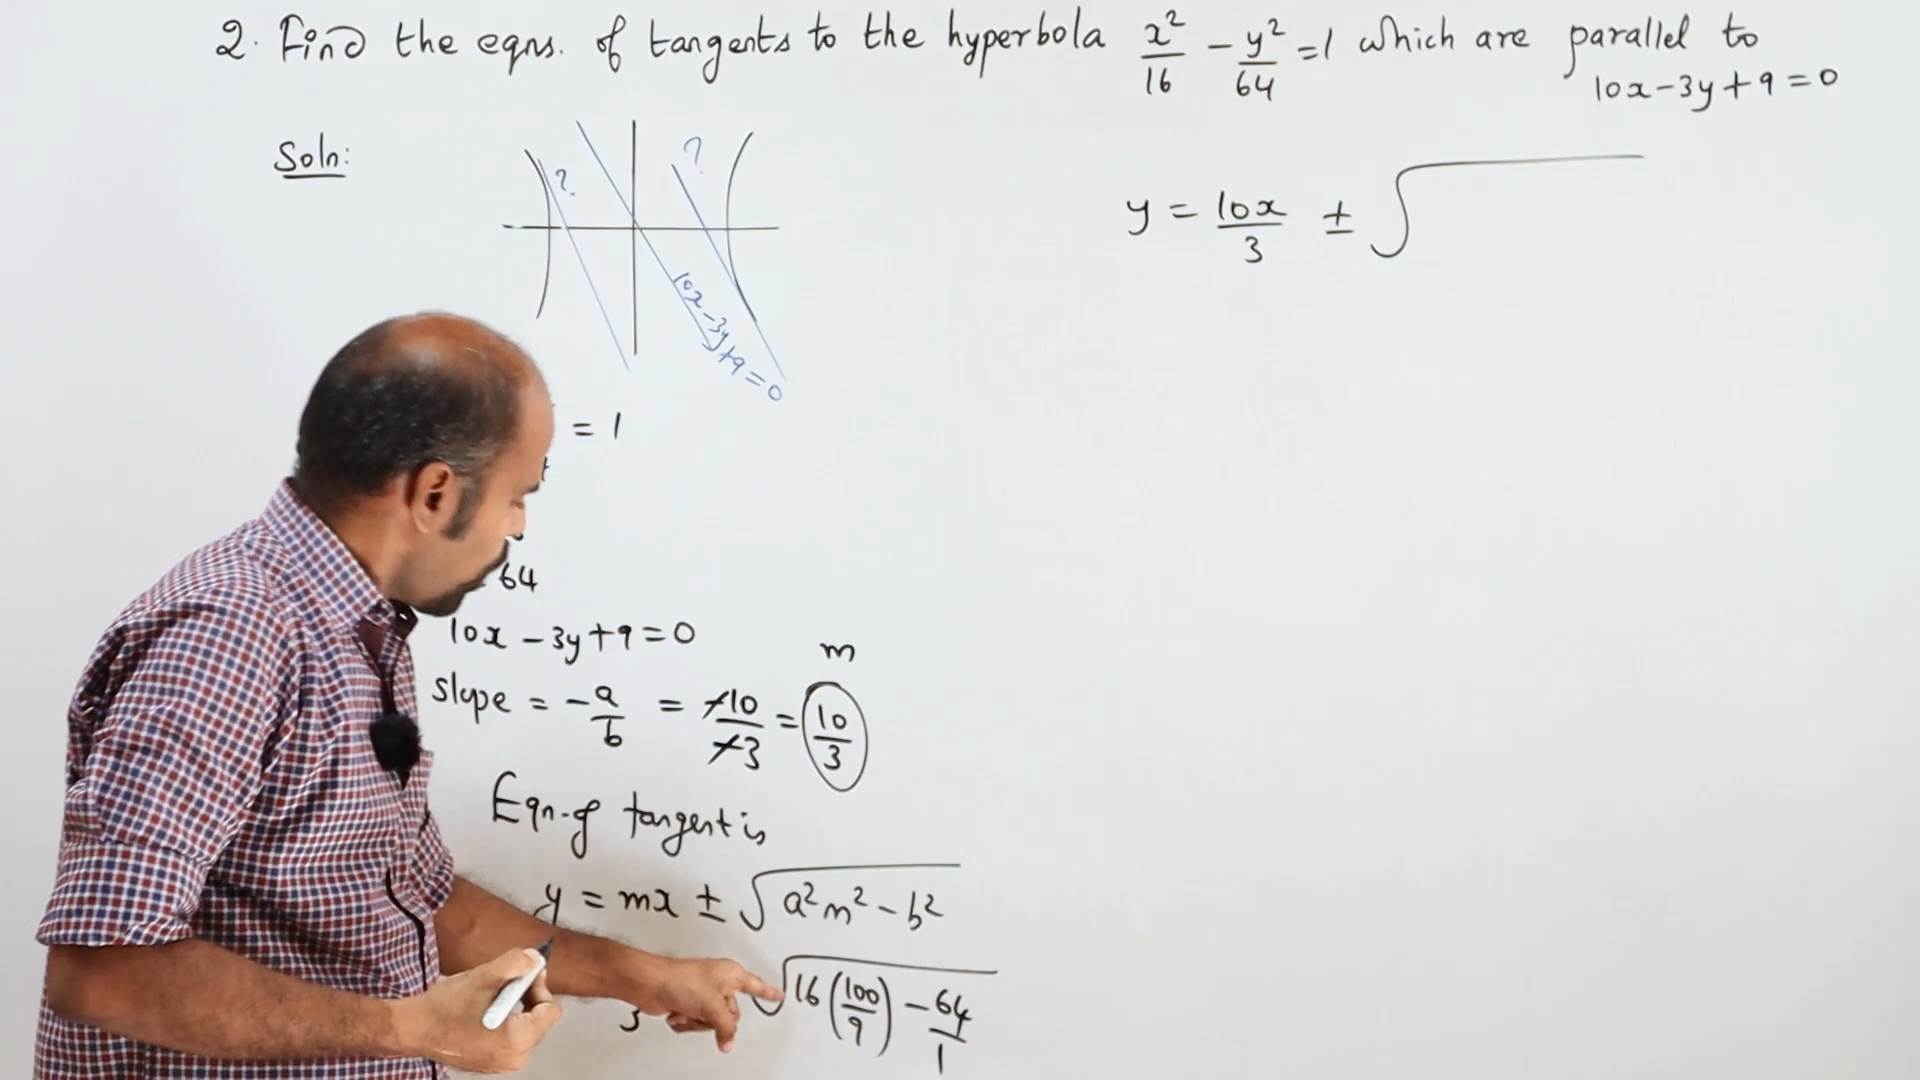 2. Find the eqns. of tangents to the hyperbola x²/16 - y²/64 = 1 which are parallel to
10x - 3y + 9 = 0
Soln:
?
?
10x - 3y + 9 = 0
= 1
64
10x - 3y + 9 = 0
slope = -a/b = -10/-3 = 10/3
m
Eqn. of tangent is
y = mx ± √(a²m² - b²)
3 √(16(100/9) - 64/1)
y = 10x/3 ± √